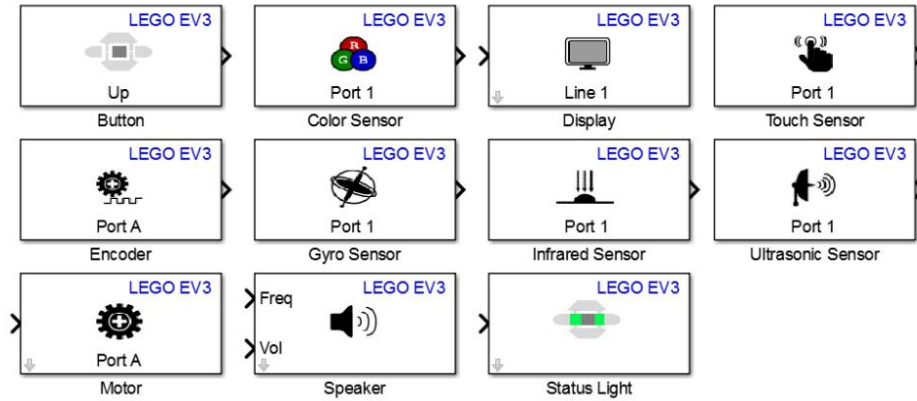 LEGO EV3
Up
Button
LEGO EV3
R
G B
Port 1
Color Sensor
LEGO EV3
Line 1
Display
LEGO EV3
Port 1
Touch Sensor
LEGO EV3
Port A
Encoder
LEGO EV3
Port 1
Gyro Sensor
LEGO EV3
Port 1
Infrared Sensor
LEGO EV3
Port 1
Ultrasonic Sensor
LEGO EV3
Port A
Motor
LEGO EV3
Freq
Vol
Speaker
LEGO EV3
Status Light